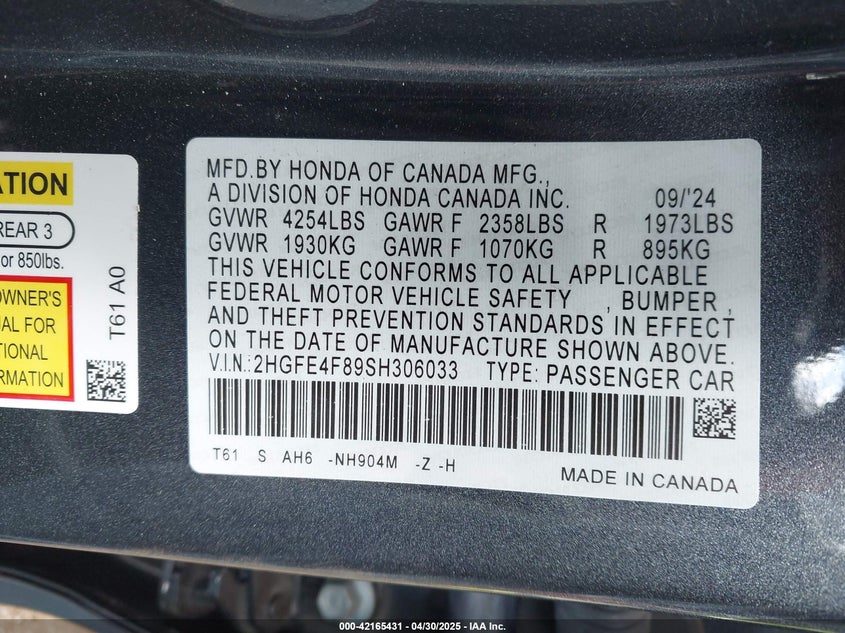 ATION
REAR 3
or 850lbs.
OWNER'S
UAL FOR
TIONAL
RMATION
T61 A0
MFD.BY HONDA OF CANADA MFG.,
A DIVISION OF HONDA CANADA INC. 09/'24
GVWR 4254LBS GAWR F 2358LBS R 1973LBS
GVWR 1930KG GAWR F 1070KG R 895KG
THIS VEHICLE CONFORMS TO ALL APPLICABLE
FEDERAL MOTOR VEHICLE SAFETY , BUMPER ,
AND THEFT PREVENTION STANDARDS IN EFFECT
ON THE DATE OF MANUFACTURE SHOWN ABOVE.
V.I.N.:2HGFE4F89SH306033 TYPE: PASSENGER CAR
T61 S AH6 -NH904M -Z -H
MADE IN CANADA
000-42165431 - 04/30/2025 - © IAA, Inc.